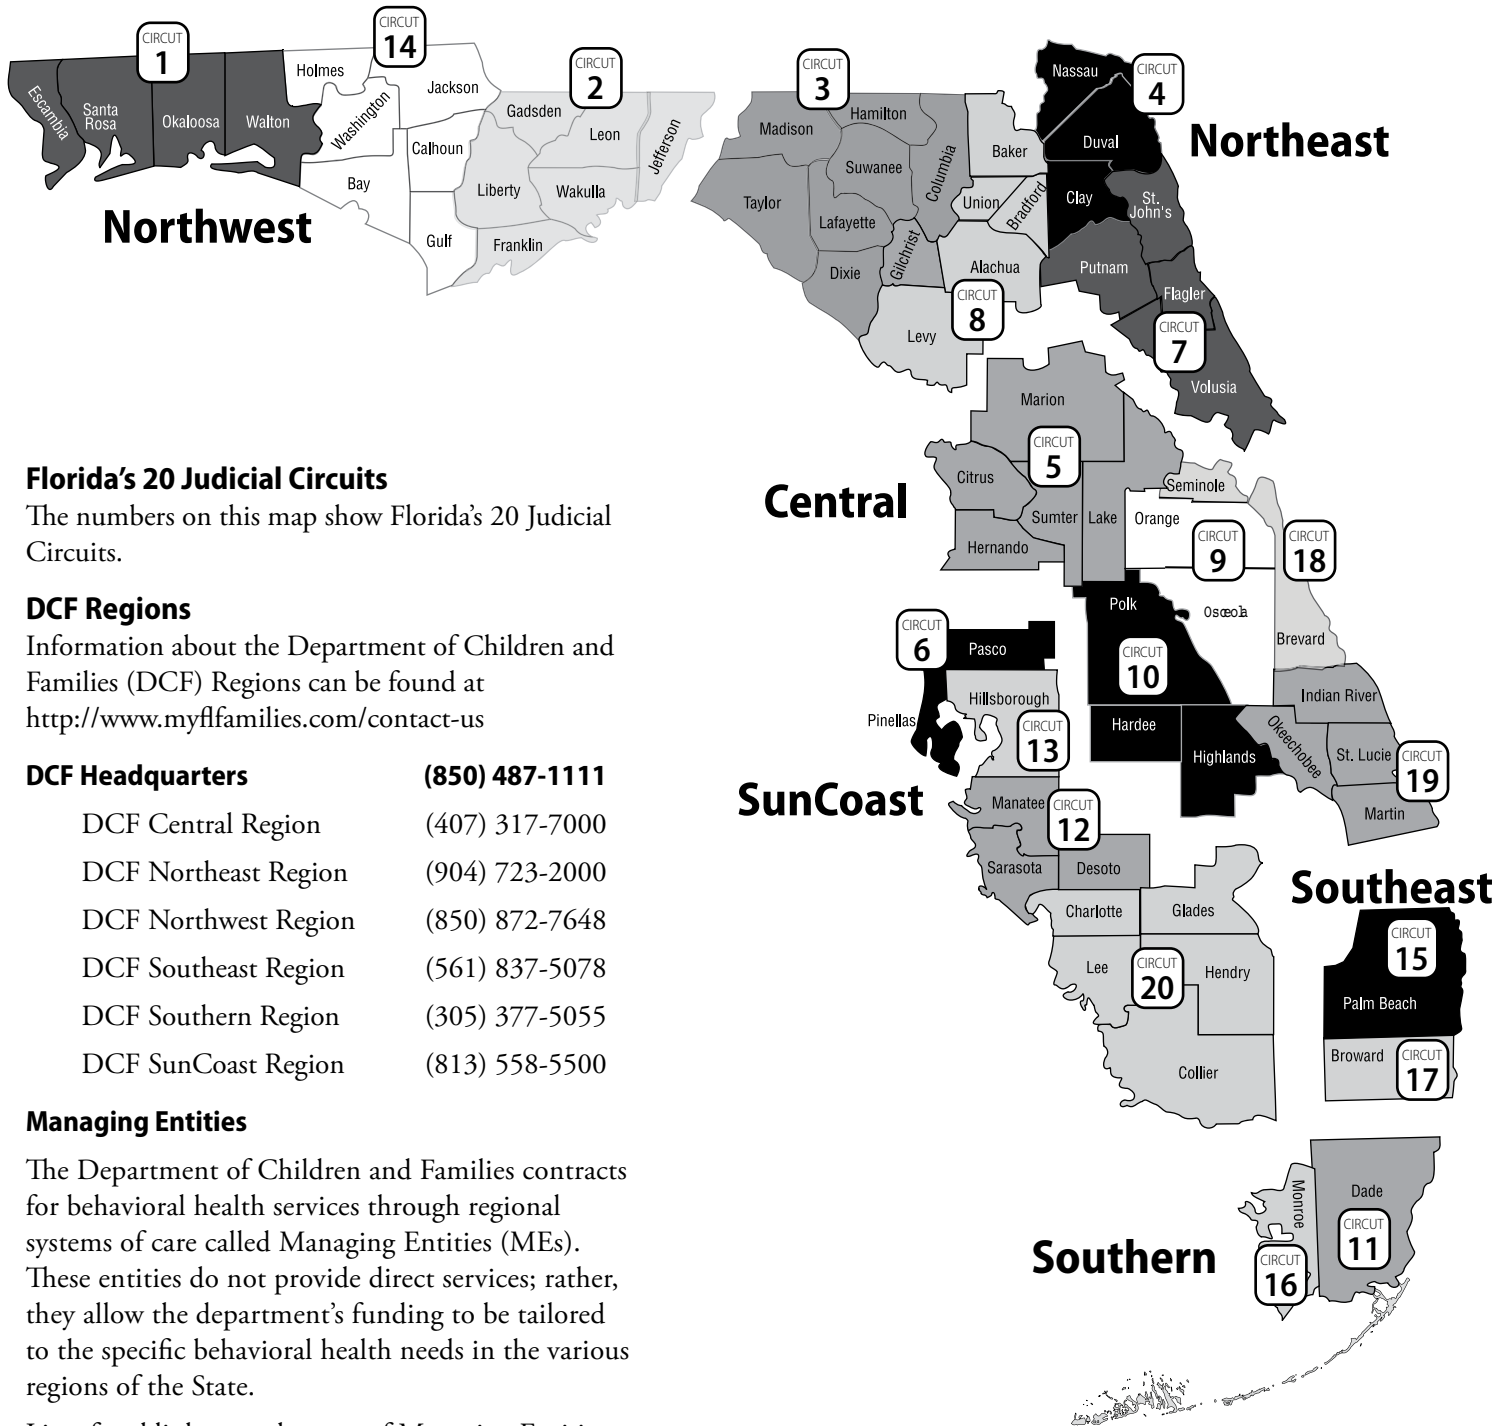 CIRCUT
1
CIRCUT
14
CIRCUT
2
Escambia
Santa
Rosa
Okaloosa
Walton
Holmes
Washington
Jackson
Calhoun
Bay
Gulf
Gadsden
Leon
Jefferson
Liberty
Wakulla
Franklin
Northwest
CIRCUT
3
Madison
Hamilton
Suwanee
Columbia
Taylor
Lafayette
Dixie
Gilchrist
Baker
Union
Bradford
Alachua
Levy
CIRCUT
8
Nassau
CIRCUT
4
Duval
Clay
St.
John's
Putnam
Flagler
CIRCUT
7
Volusia
Northeast
Marion
CIRCUT
5
Citrus
Sumter
Lake
Hernando
Seminole
Orange
CIRCUT
9
CIRCUT
18
Osceola
Brevard
Central
Polk
CIRCUT
10
Hardee
Highlands
CIRCUT
6
Pasco
Pinellas
Hillsborough
CIRCUT
13
Indian River
Okeechobee
St. Lucie
CIRCUT
19
Martin
SunCoast
Manatee
CIRCUT
12
Sarasota
Desoto
Charlotte
Glades
Lee
CIRCUT
20
Hendry
Collier
Southeast
CIRCUT
15
Palm Beach
Broward
CIRCUT
17
Southern
Monroe
Dade
CIRCUT
11
CIRCUT
16
Florida’s 20 Judicial Circuits
The numbers on this map show Florida’s 20 Judicial
Circuits.
DCF Regions
Information about the Department of Children and
Families (DCF) Regions can be found at
http://www.myflfamilies.com/contact-us
DCF Headquarters (850) 487-1111
DCF Central Region (407) 317-7000
DCF Northeast Region (904) 723-2000
DCF Northwest Region (850) 872-7648
DCF Southeast Region (561) 837-5078
DCF Southern Region (305) 377-5055
DCF SunCoast Region (813) 558-5500
Managing Entities
The Department of Children and Families contracts
for behavioral health services through regional
systems of care called Managing Entities (MEs).
These entities do not provide direct services; rather,
they allow the department’s funding to be tailored
to the specific behavioral health needs in the various
regions of the State.